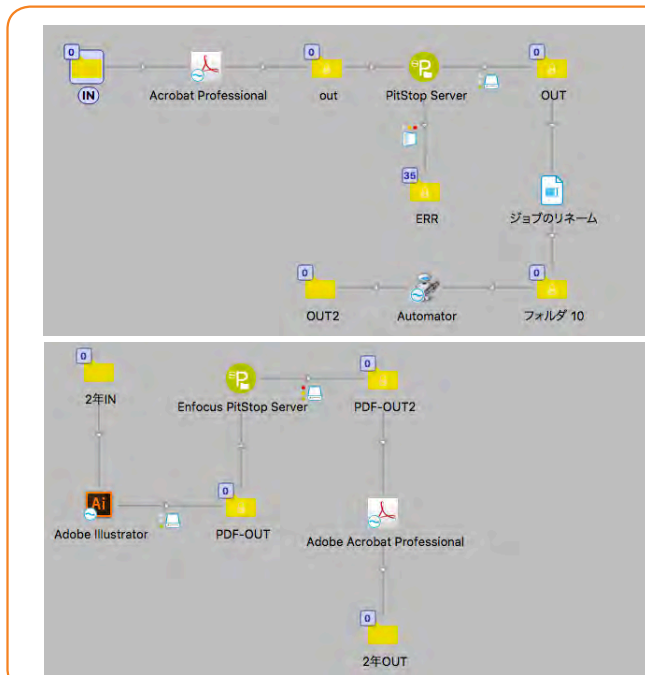 0
0
0
IN
Acrobat Professional
out
PitStop Server
OUT
35
ERR
ジョブのリネーム
0
0
OUT2
Automator
フォルダ 10
0
0
2年IN
Enfocus PitStop Server
PDF-OUT2
0
Adobe Illustrator
PDF-OUT
Adobe Acrobat Professional
0
2年OUT